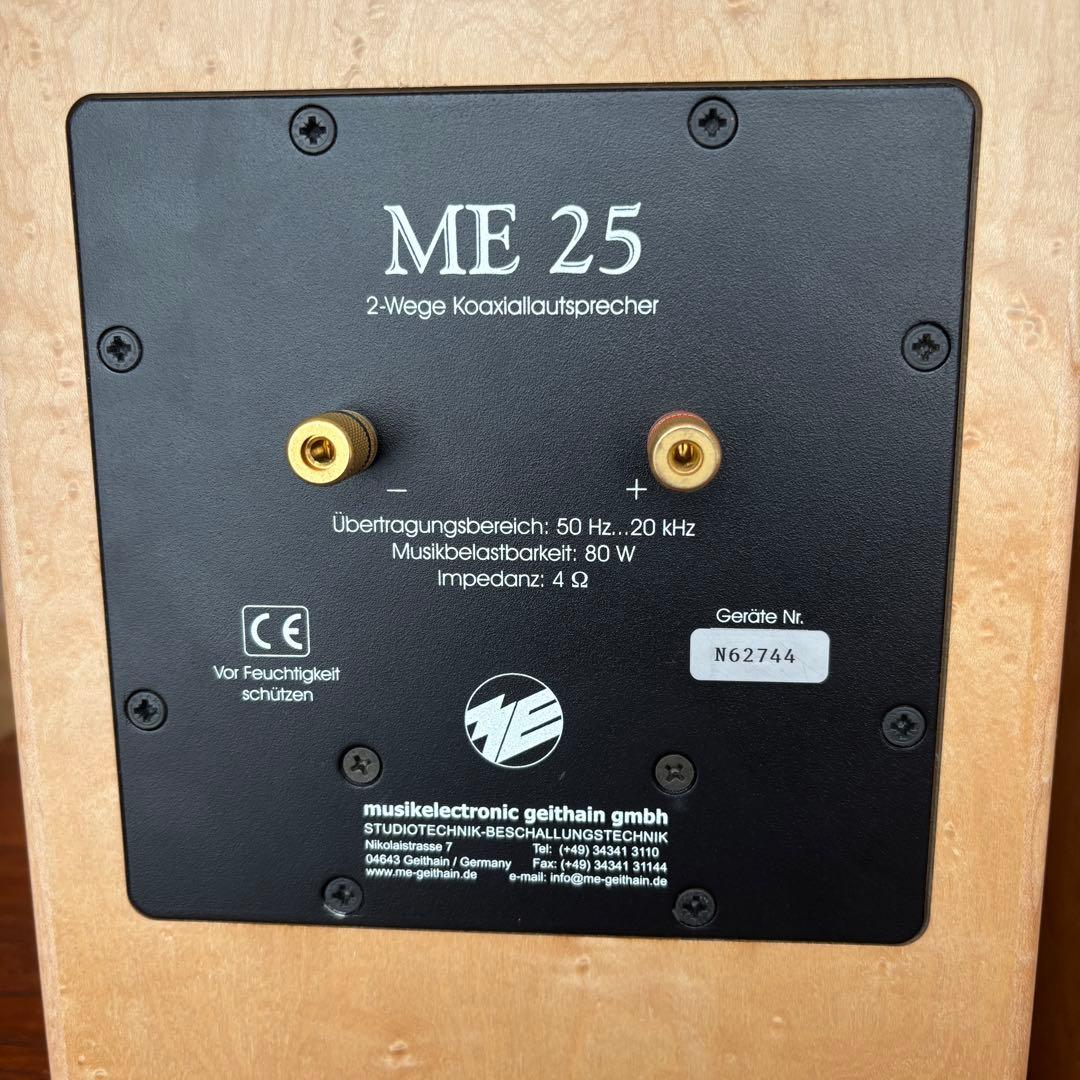 ME 25
2-Wege Koaxiallautsprecher
− +
Übertragungsbereich: 50 Hz...20 kHz
Musikbelastbarkeit: 80 W
Impedanz: 4 Ω
CE
Vor Feuchtigkeit
schützen
Geräte Nr.
N62744
ME
musikelectronic geithain gmbh
STUDIOTECHNIK-BESCHALLUNGSTECHNIK
Nikolaistrasse 7 Tel: (+49) 34341 3110
04643 Geithain / Germany Fax: (+49) 34341 31144
www.me-geithain.de e-mail: info@me-geithain.de